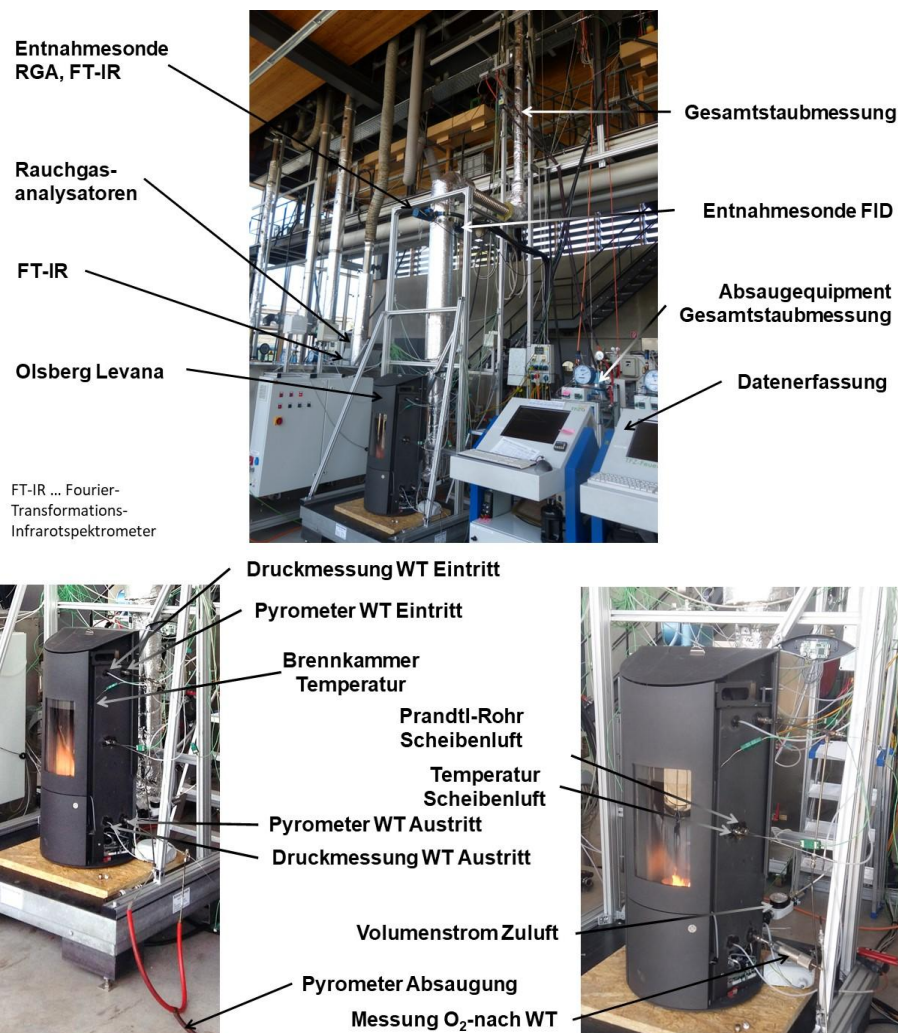 Entnahmesonde
RGA, FT-IR
Gesamtstaubmessung
Rauchgas-
analysatoren
Entnahmesonde FID
FT-IR
Absaugequipment
Gesamtstaubmessung
Olsberg Levana
Datenerfassung
FT-IR ... Fourier-
Transformations-
Infrarotspektrometer
Druckmessung WT Eintritt
Pyrometer WT Eintritt
Brennkammer
Temperatur
Prandtl-Rohr
Scheibenluft
Temperatur
Scheibenluft
Pyrometer WT Austritt
Druckmessung WT Austritt
Volumenstrom Zuluft
Pyrometer Absaugung
Messung O₂-nach WT